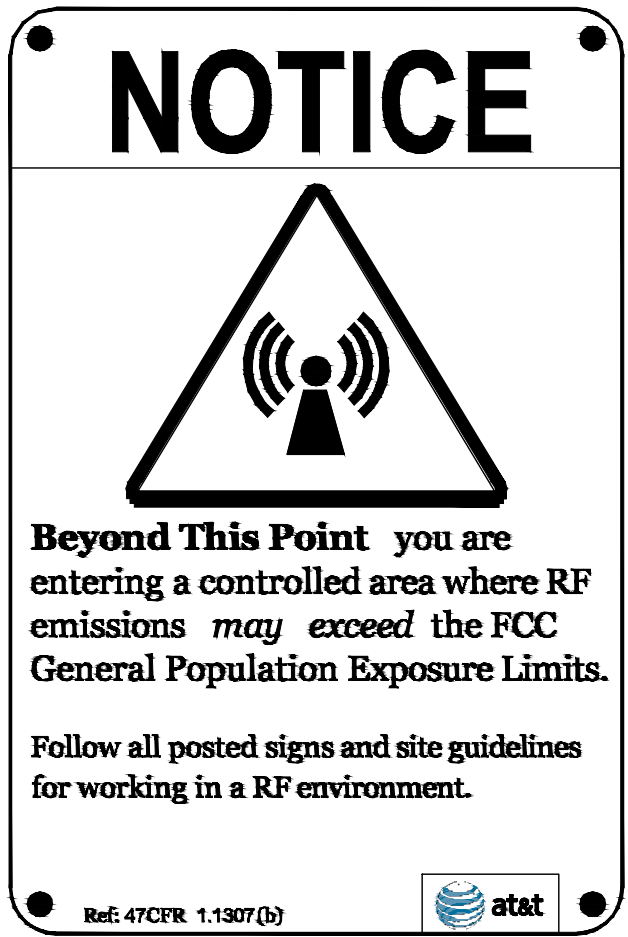 NOTICE
Beyond This Point you are
entering a controlled area where RF
emissions may exceed the FCC
General Population Exposure Limits.
Follow all posted signs and site guidelines
for working in a RF environment.
Ref: 47CFR 1.1307(b)
at&t